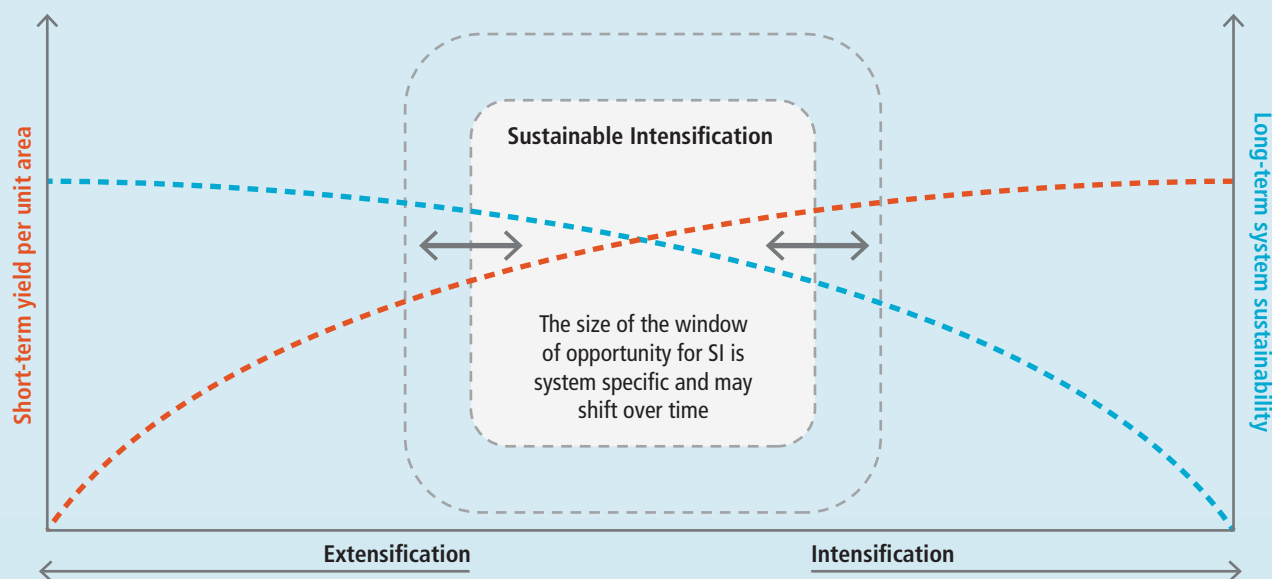 Short-term yield per unit area
Sustainable Intensification
The size of the window
of opportunity for SI is
system specific and may
shift over time
Long-term system sustainability
Extensification
Intensification